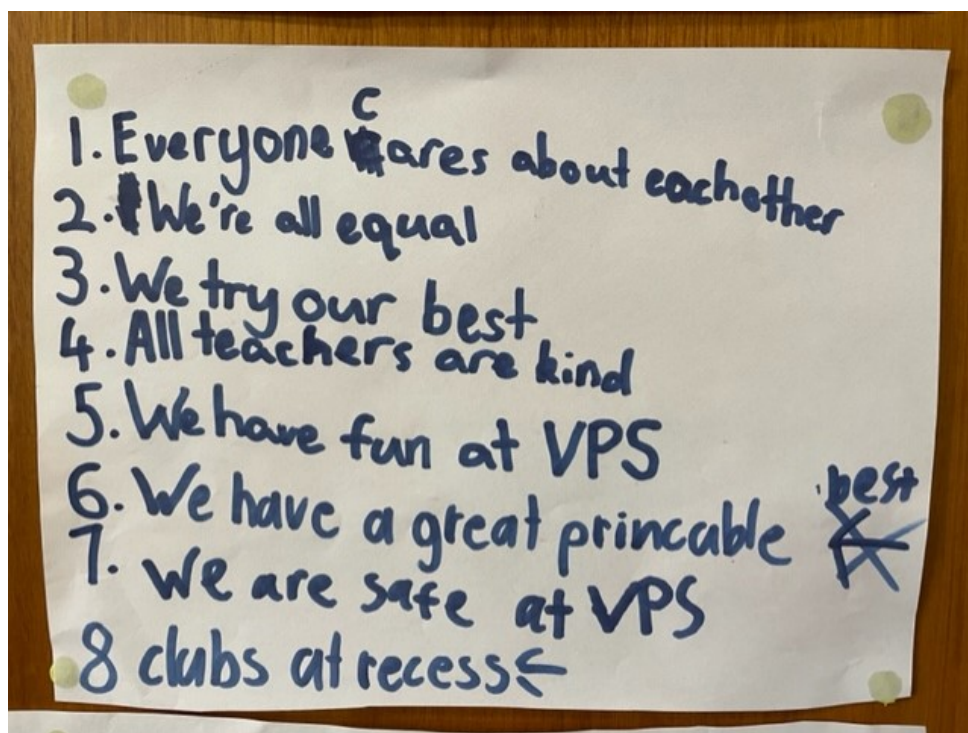 1. Everyone cares about eachother
2. We're all equal
3. We try our best
4. All teachers are kind
5. We have fun at VPS
6. We have a great princable best
7. We are safe at VPS
8 clubs at recess